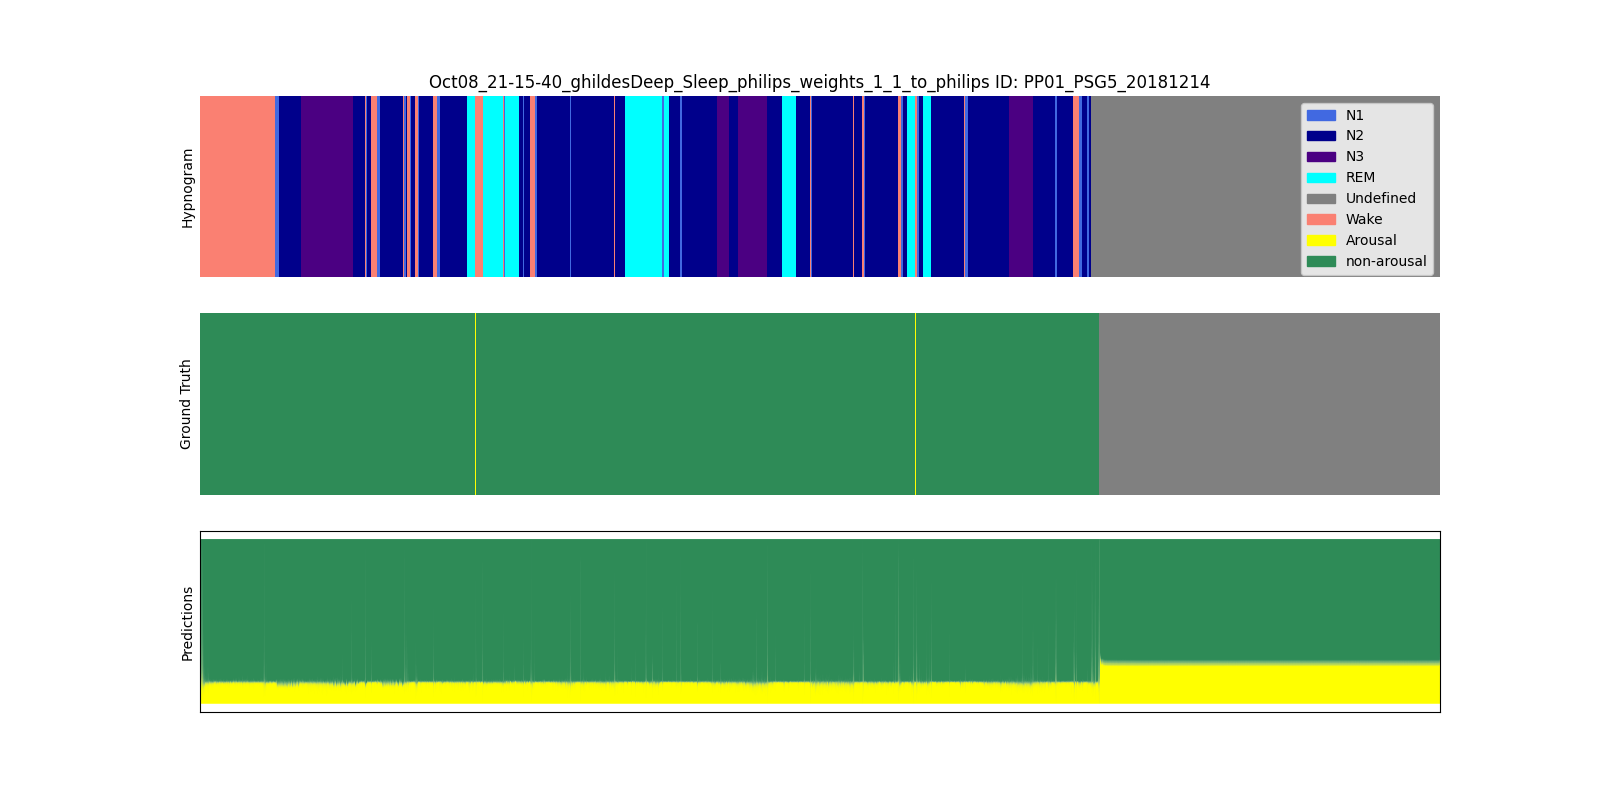 Oct08_21-15-40_ghildesDeep_Sleep_philips_weights_1_1_to_philips ID: PP01_PSG5_20181214
Hypnogram
N1
N2
N3
REM
Undefined
Wake
Arousal
non-arousal
Ground Truth
Predictions